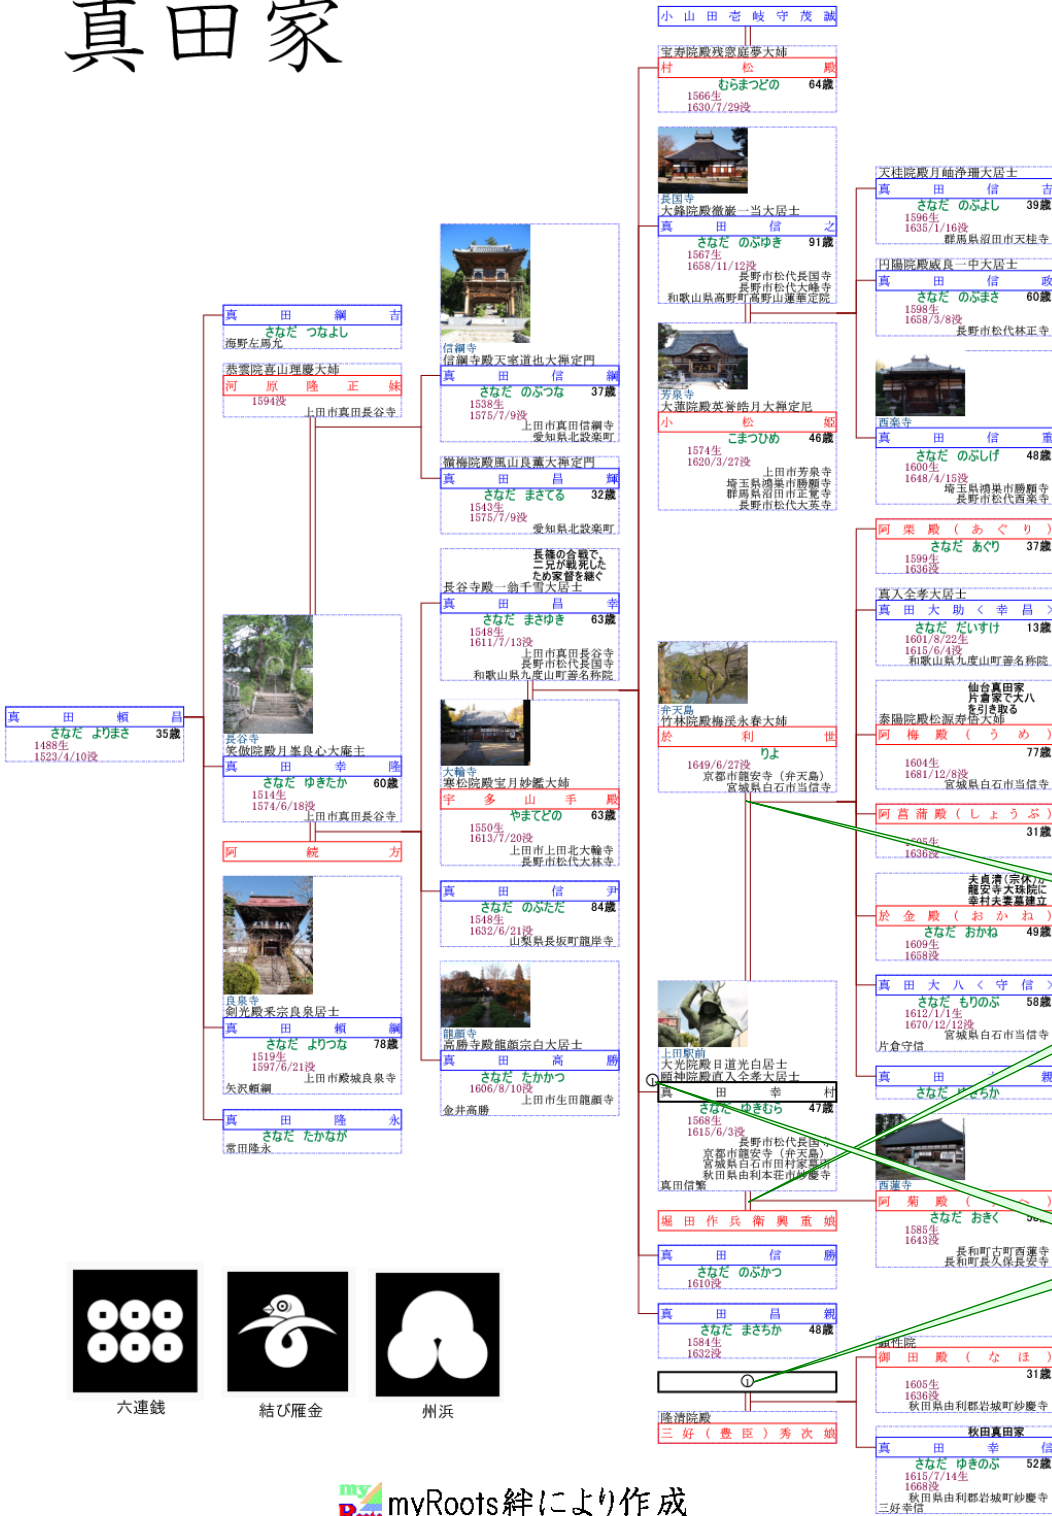 真田家
真田頼昌
さなだ よりまさ 35歳
1488生
1523/4/10没
真田綱吉
さなだ つなよし
海野左馬允
恭雲院喜山理慶大姉
河原隆正妹
1594没
上田市真田長谷寺
長谷寺
笑傲院殿月峯良心大庵主
真田幸隆
さなだ ゆきたか 60歳
1514生
1574/6/18没
上田市真田長谷寺
阿続方
良泉寺
剣光殿釆宗良泉居士
真田頼綱
さなだ よりつな 78歳
1519生
1597/6/21没
上田市殿城良泉寺
矢沢頼綱
真田隆永
さなだ たかなが
常田隆永
信綱寺
信綱寺殿天室道也大禅定門
真田信綱
さなだ のぶつな 37歳
1538生
1575/7/9没
上田市真田信綱寺
愛知県北設楽町
嶺梅院殿風山良薫大禅定門
真田昌輝
さなだ まさてる 32歳
1543生
1575/7/9没
愛知県北設楽町
長篠の合戦で、
二兄が戦死した
ため家督を継ぐ
長谷寺殿一翁千雪大居士
真田昌幸
さなだ まさゆき 63歳
1548生
1611/7/13没
上田市真田長谷寺
長野市松代長国寺
和歌山県九度山町善名称院
大輪寺
寒松院殿宝月妙鑑大姉
宇多山手殿
やまてどの 63歳
1550生
1613/7/20没
上田市上田北大輪寺
長野市松代大林寺
真田信尹
さなだ のぶただ 84歳
1548生
1632/6/21没
山梨県長坂町龍岸寺
龍顔寺
高勝寺殿龍顔宗白大居士
真田高勝
さなだ たかかつ
1606/8/10没
上田市生田龍顔寺
金井高勝
小山田壱岐守茂誠
宝寿院殿残窓庭夢大姉
村松殿
むらまつどの 64歳
1566生
1630/7/29没
長国寺
大鋒院殿徹巌一当大居士
真田信之
さなだ のぶゆき 91歳
1567生
1658/11/12没
長野市松代長国寺
長野市松代大峰寺
和歌山県高野町高野山蓮華定院
芳泉寺
大蓮院殿英誉皓月大禅定尼
小松姫
こまつひめ 46歳
1574生
1620/3/27没
上田市芳泉寺
埼玉県鴻巣市勝願寺
群馬県沼田市正覚寺
長野市松代大英寺
弁天島
竹林院殿梅渓永春大姉
於利世
りよ
1649/6/27没
京都市龍安寺（弁天島）
宮城県白石市当信寺
上田駅前
大光院殿日道光白居士
願神院殿直入全孝大居士
①
真田幸村
さなだ ゆきむら 47歳
1568生
1615/6/3没
長野市松代長国寺
京都市龍安寺（弁天島）
宮城県白石市田村家墓所
秋田県由利本荘市妙慶寺
真田信繁
堀田作兵衛興重娘
真田信勝
さなだ のぶかつ
1610没
真田昌親
さなだ まさちか 48歳
1584生
1632没
①
隆清院殿
三好（豊臣）秀次娘
天桂院殿月岫浄珊大居士
真田信吉
さなだ のぶよし 39歳
1596生
1635/1/16没
群馬県沼田市天桂寺
円陽院殿威良一中大居士
真田信政
さなだ のぶまさ 60歳
1598生
1658/3/8没
長野市松代林正寺
西楽寺
真田信重
さなだ のぶしげ 48歳
1600生
1648/4/15没
埼玉県鴻巣市勝願寺
長野市松代西楽寺
阿栗殿(あぐり)
さなだ あぐり 37歳
1599生
1636没
真入全孝大居士
真田大助＜幸昌＞
さなだ だいすけ 13歳
1601/8/22生
1615/6/4没
和歌山県九度山町善名称院
仙台真田家
片倉家で大八
を引き取る
泰陽院殿松源寿悟大姉
阿梅殿(うめ)
77歳
1604生
1681/12/8没
宮城県白石市当信寺
阿菖蒲殿(しょうぶ)
31歳
1605生
1636没
夫貞清(宗休)が
龍安寺大珠院に
幸村夫妻墓建立
於金殿(おかね)
さなだ おかね 49歳
1609生
1658没
真田大八＜守信＞
さなだ もりのぶ 58歳
1612/1/1生
1670/12/12没
宮城県白石市当信寺
片倉守信
西蓮寺
阿菊殿
さなだ おきく
1585生
1643没
長和町古町西蓮寺
長和町長久保長安寺
顕性院
御田殿(なほ)
31歳
1605生
1636没
秋田県由利郡岩城町妙慶寺
秋田真田家
真田幸信
さなだ ゆきのぶ 52歳
1615/7/14生
1668没
秋田県由利郡岩城町妙慶寺
三好幸信
六連銭
結び雁金
州浜
my
myRoots絆により作成